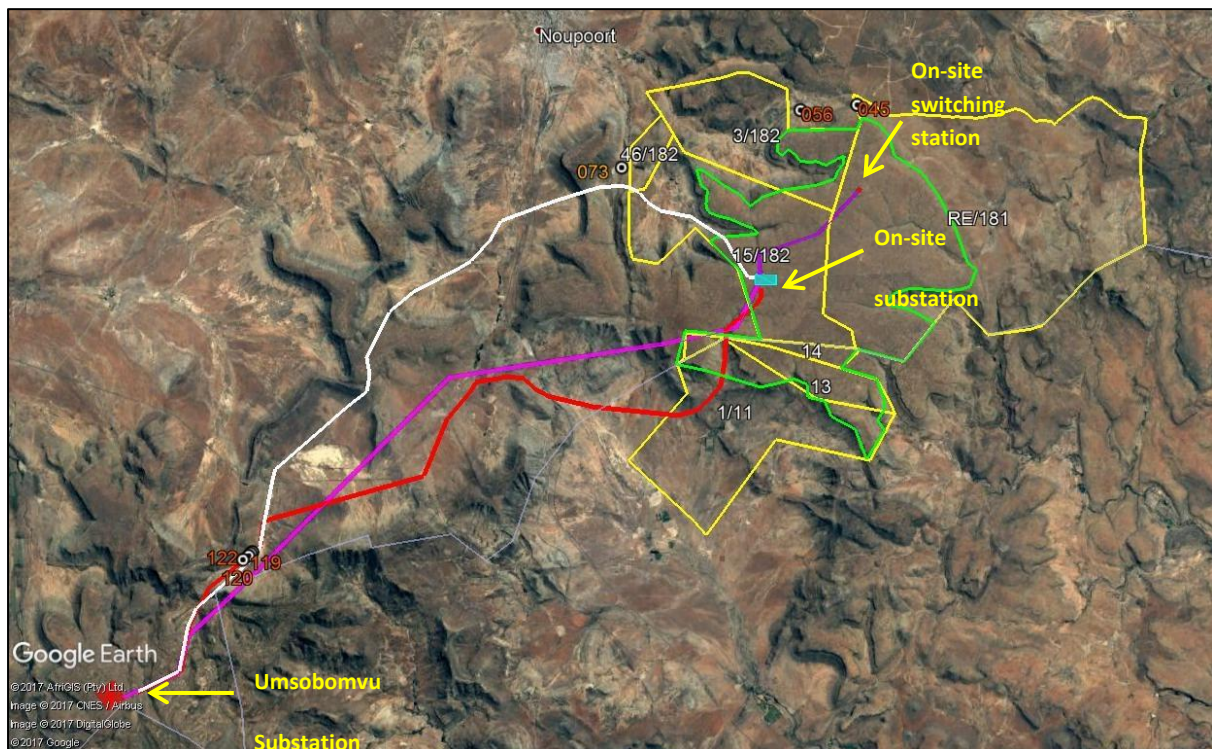 Noupoort
On-site
switching
station
056
045
3/182
46/182
073
RE/181
On-site
15/182
substation
14
13
1/11
122
119
120
Google Earth
© 2017 AfriGIS (Pty) Ltd.
Image © 2017 CNES / Airbus
Image © 2017 DigitalGlobe
© 2017 Google
Umsobomvu
Substation